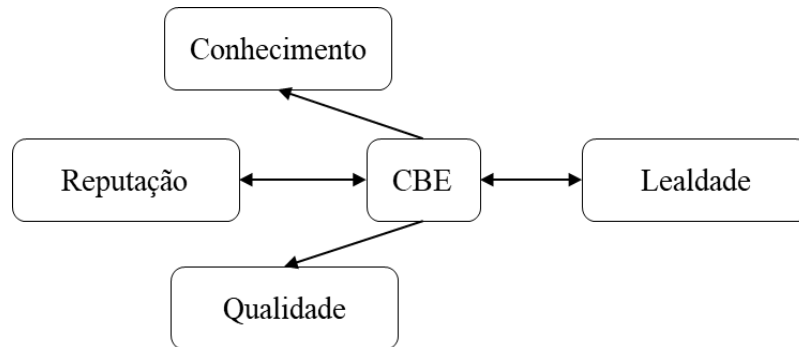 Conhecimento
Reputação
CBE
Lealdade
Qualidade